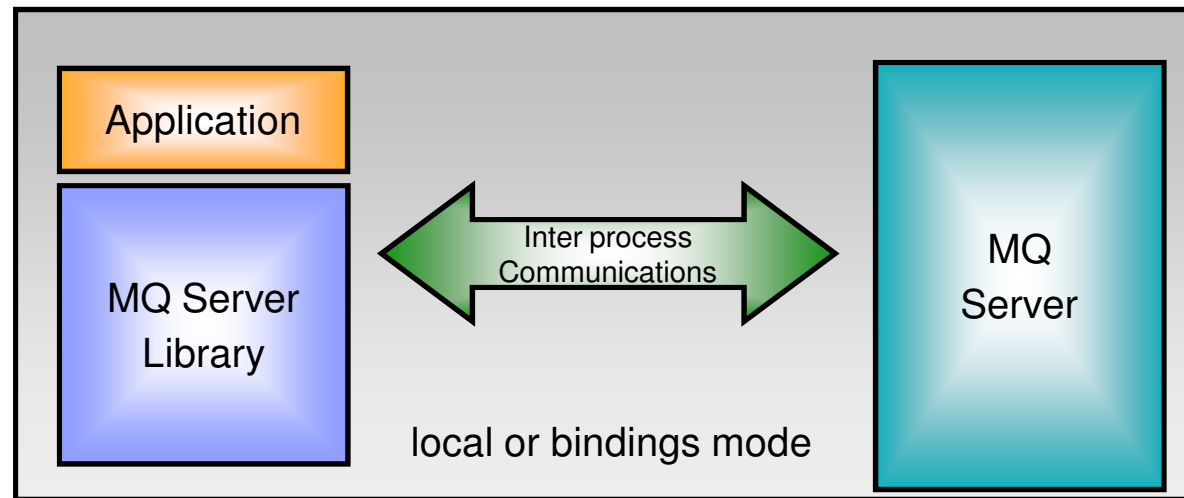 Application
MQ Server
Library
Inter process
Communications
MQ
Server
local or bindings mode